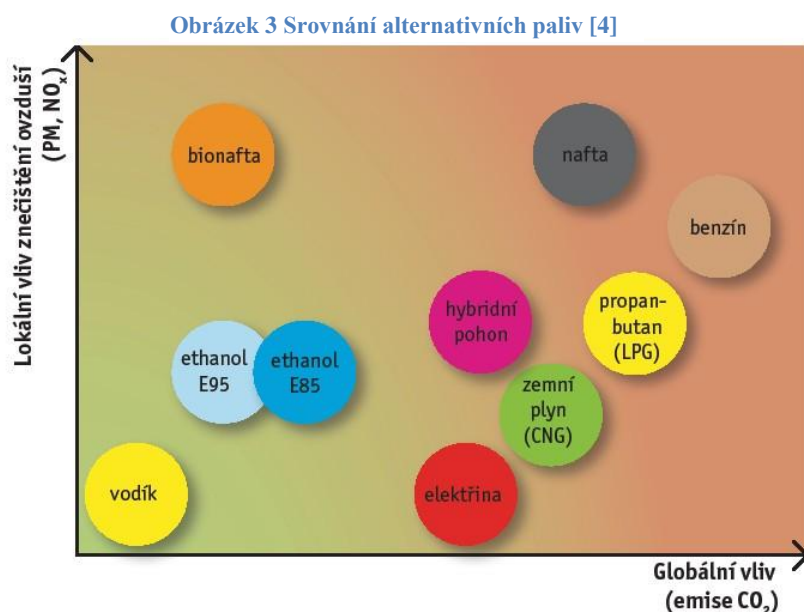 Obrázek 3 Srovnání alternativních paliv [4]
Lokální vliv znečištění ovzduší
(PM, NOₓ)
bionafta
nafta
benzín
hybridní
pohon
propan-
butan
(LPG)
ethanol
E95
ethanol
E85
zemní
plyn
(CNG)
vodík
elektřina
Globální vliv
(emise CO₂)